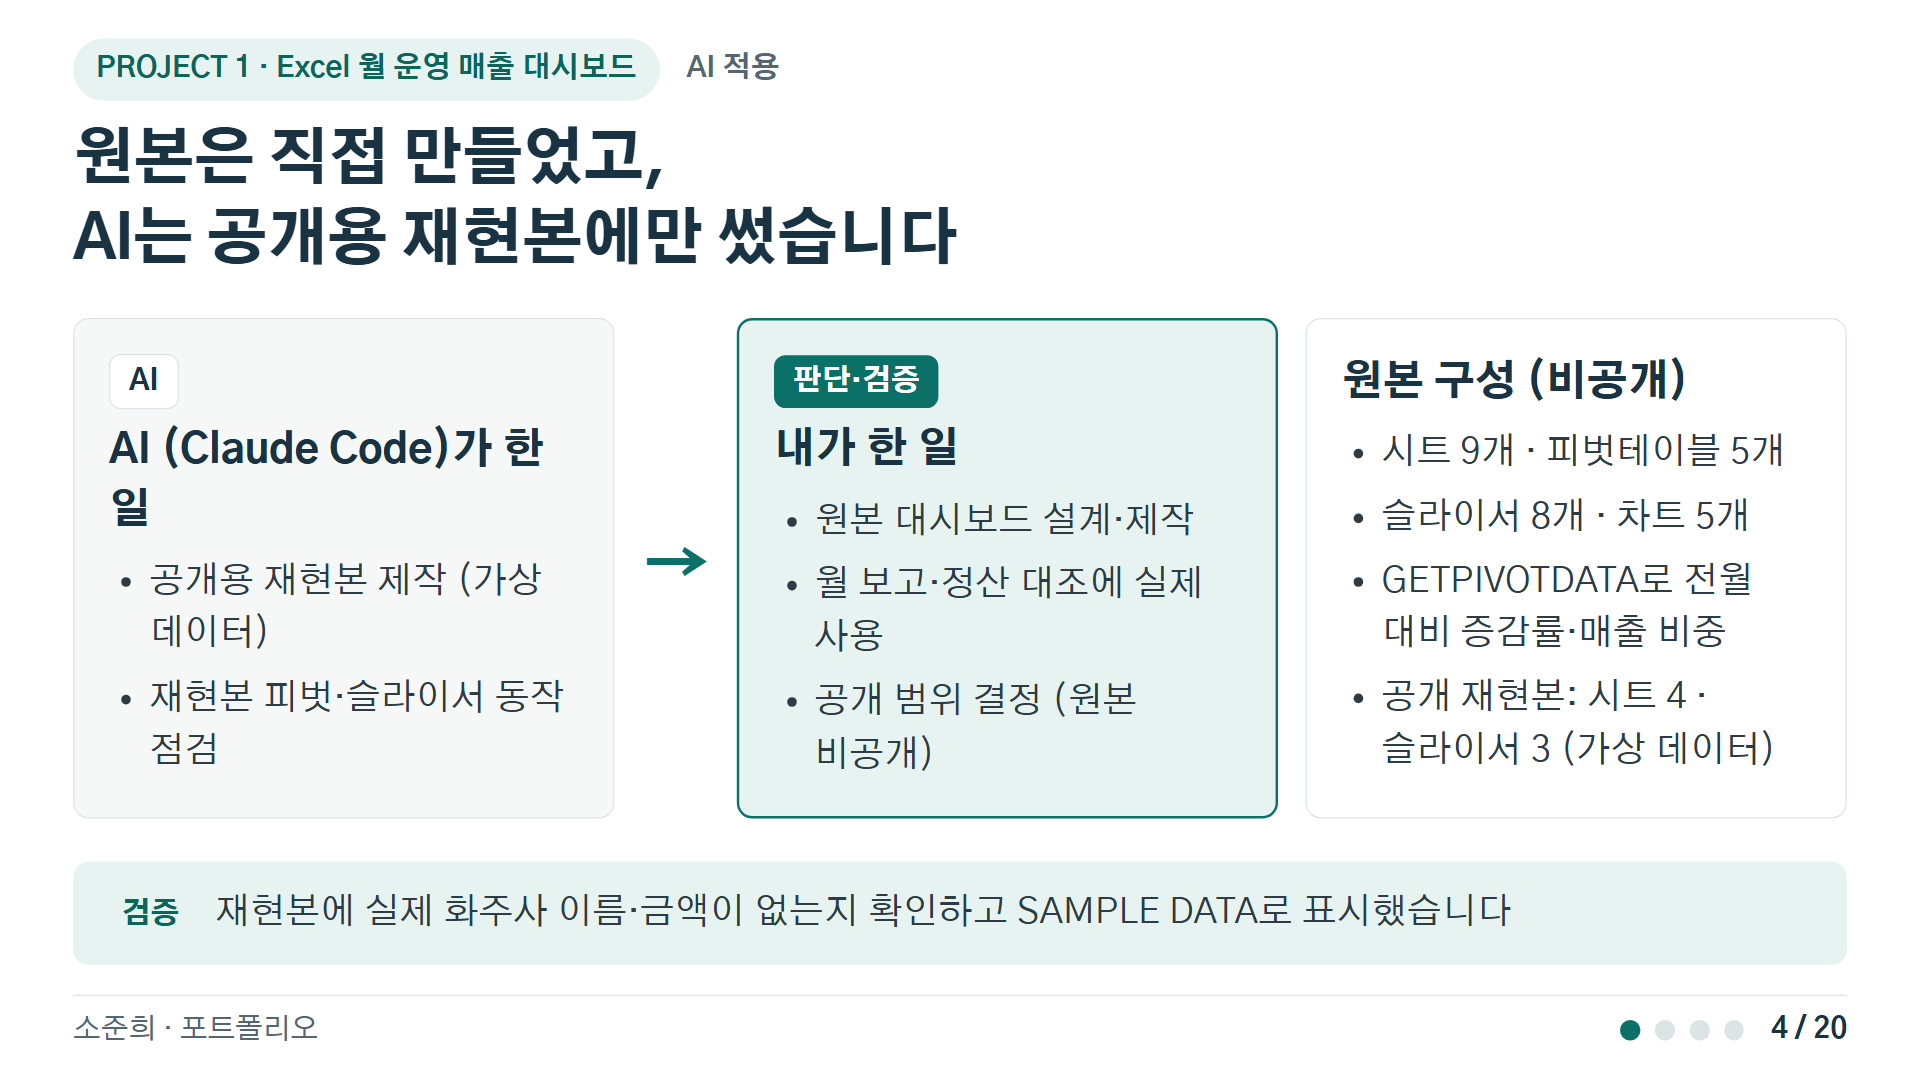 PROJECT 1 · Excel 월 운영 매출 대시보드
AI 적용
원본은 직접 만들었고,
AI는 공개용 재현본에만 썼습니다
AI
AI (Claude Code)가 한
일
• 공개용 재현본 제작 (가상
데이터)
• 재현본 피벗·슬라이서 동작
점검
→
판단·검증
내가 한 일
• 원본 대시보드 설계·제작
• 월 보고·정산 대조에 실제
사용
• 공개 범위 결정 (원본
비공개)
원본 구성 (비공개)
• 시트 9개 · 피벗테이블 5개
• 슬라이서 8개 · 차트 5개
• GETPIVOTDATA로 전월
대비 증감률·매출 비중
• 공개 재현본: 시트 4 ·
슬라이서 3 (가상 데이터)
검증 재현본에 실제 화주사 이름·금액이 없는지 확인하고 SAMPLE DATA로 표시했습니다
소준희 · 포트폴리오
4 / 20